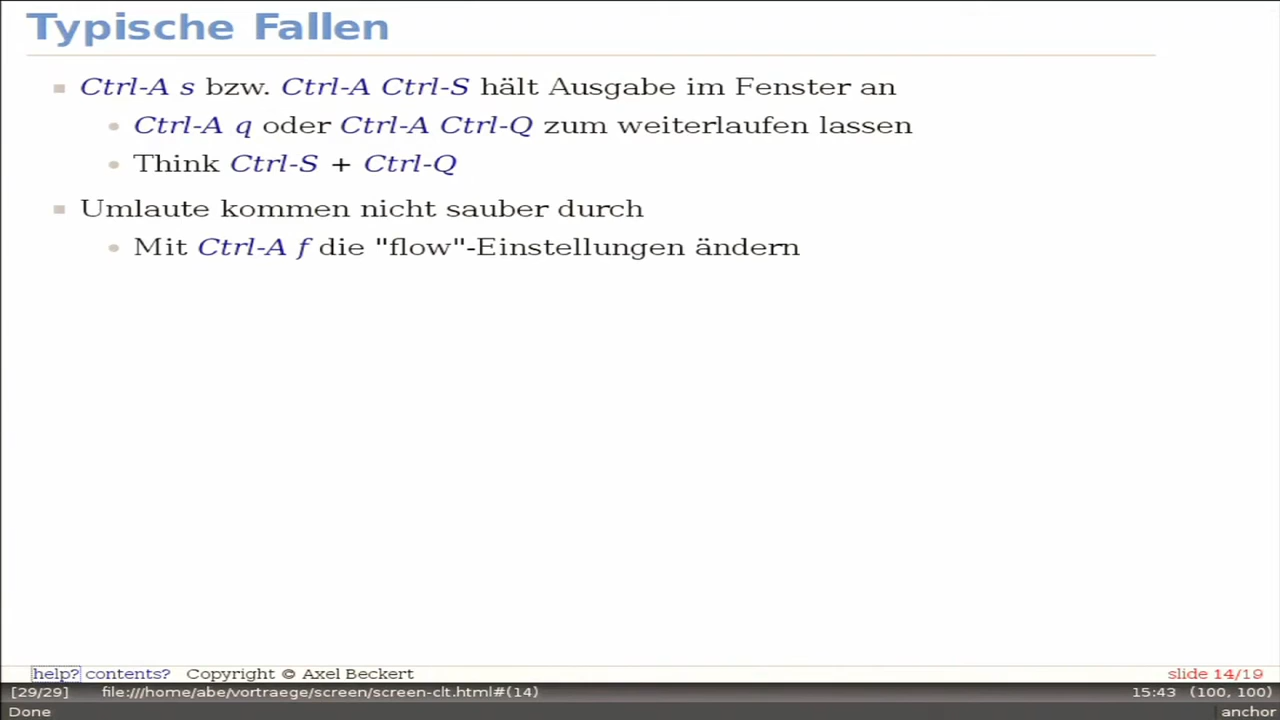 Typische Fallen
Ctrl-A s bzw. Ctrl-A Ctrl-S hält Ausgabe im Fenster an
Ctrl-A q oder Ctrl-A Ctrl-Q zum weiterlaufen lassen
Think Ctrl-S + Ctrl-Q
Umlaute kommen nicht sauber durch
Mit Ctrl-A f die "flow"-Einstellungen ändern
help? contents? Copyright © Axel Beckert slide 14/19
[29/29] file:///home/abe/vortraege/screen/screen-clt.html#(14) 15:43 (100, 100)
Done anchor